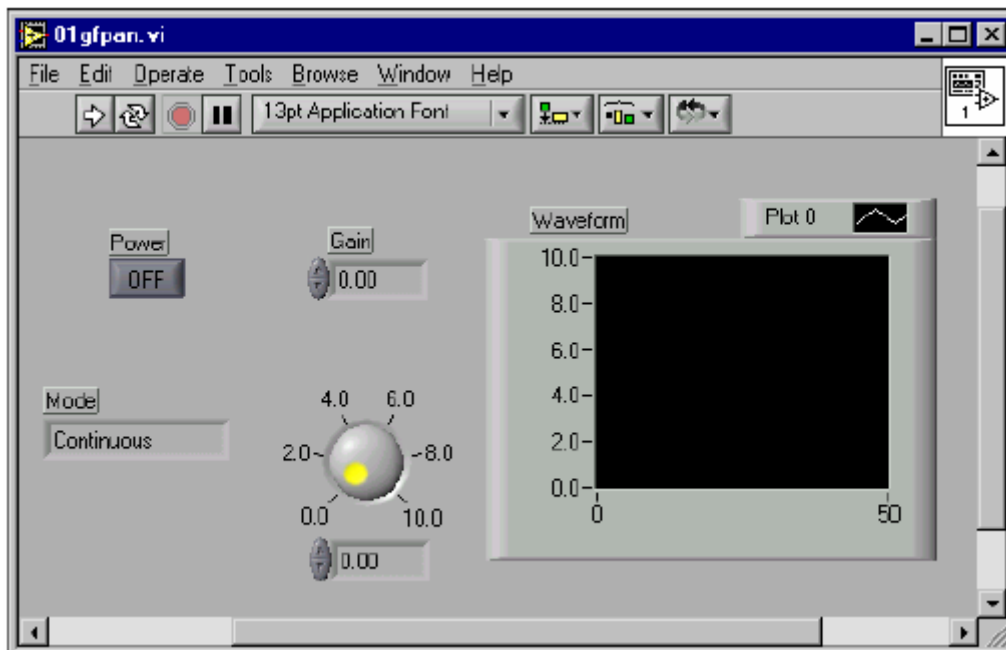 01gfpan.vi
File Edit Operate Tools Browse Window Help
13pt Application Font
1
Power
OFF
Gain
0.00
Waveform
Plot 0
10.0
8.0
6.0
4.0
2.0
0.0
0 50
Mode
Continuous
4.0 6.0
2.0 8.0
0.0 10.0
0.00